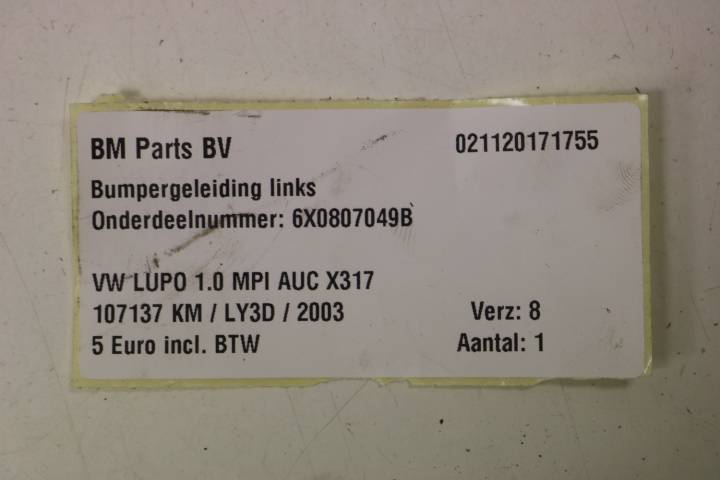 BM Parts BV 021120171755
Bumpergeleiding links
Onderdeelnummer: 6X0807049B
VW LUPO 1.0 MPI AUC X317
107137 KM / LY3D / 2003 Verz: 8
5 Euro incl. BTW Aantal: 1